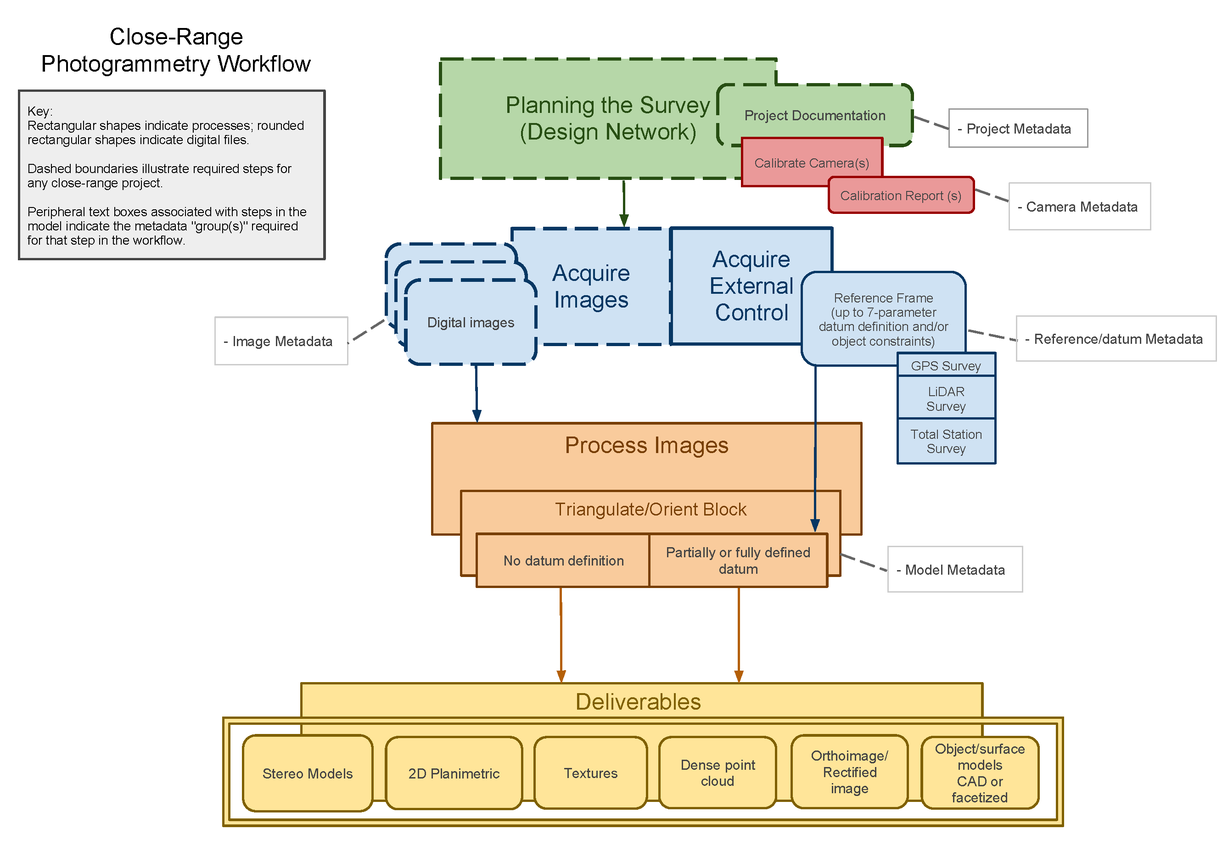 Close-Range
Photogrammetry Workflow
Key:
Rectangular shapes indicate processes; rounded
rectangular shapes indicate digital files.
Dashed boundaries illustrate required steps for
any close-range project.
Peripheral text boxes associated with steps in the
model indicate the metadata "group(s)" required
for that step in the workflow.
Planning the Survey
(Design Network)
Project Documentation
- Project Metadata
Calibrate Camera(s)
Calibration Report (s)
- Camera Metadata
Acquire
Images
Acquire
External
Control
Digital images
- Image Metadata
Reference Frame
(up to 7-parameter
datum definition and/or
object constraints)
- Reference/datum Metadata
GPS Survey
LiDAR
Survey
Total Station
Survey
Process Images
Triangulate/Orient Block
No datum definition
Partially or fully defined
datum
- Model Metadata
Deliverables
Stereo Models
2D Planimetric
Textures
Dense point
cloud
Orthoimage/
Rectified
image
Object/surface
models
CAD or
facetized